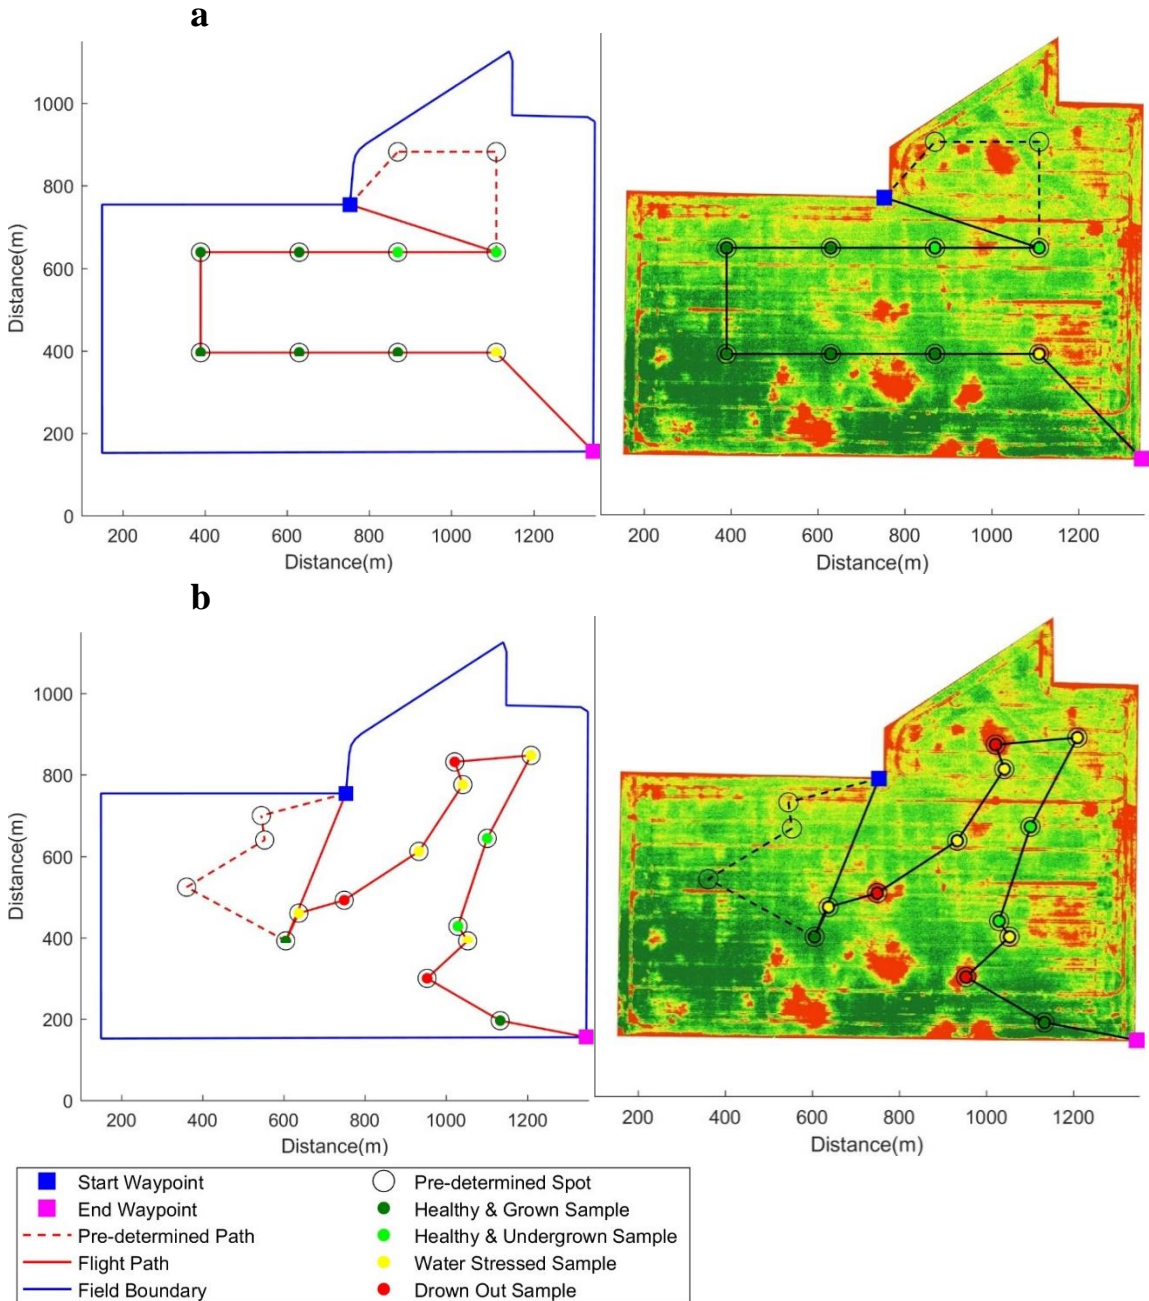 a
1000
800
600
400
200
0
Distance(m)
200 400 600 800 1000 1200
Distance(m)
200 400 600 800 1000 1200
Distance(m)
b
1000
800
600
400
200
0
Distance(m)
200 400 600 800 1000 1200
Distance(m)
200 400 600 800 1000 1200
Distance(m)
Start Waypoint
End Waypoint
Pre-determined Path
Flight Path
Field Boundary
Pre-determined Spot
Healthy & Grown Sample
Healthy & Undergrown Sample
Water Stressed Sample
Drown Out Sample